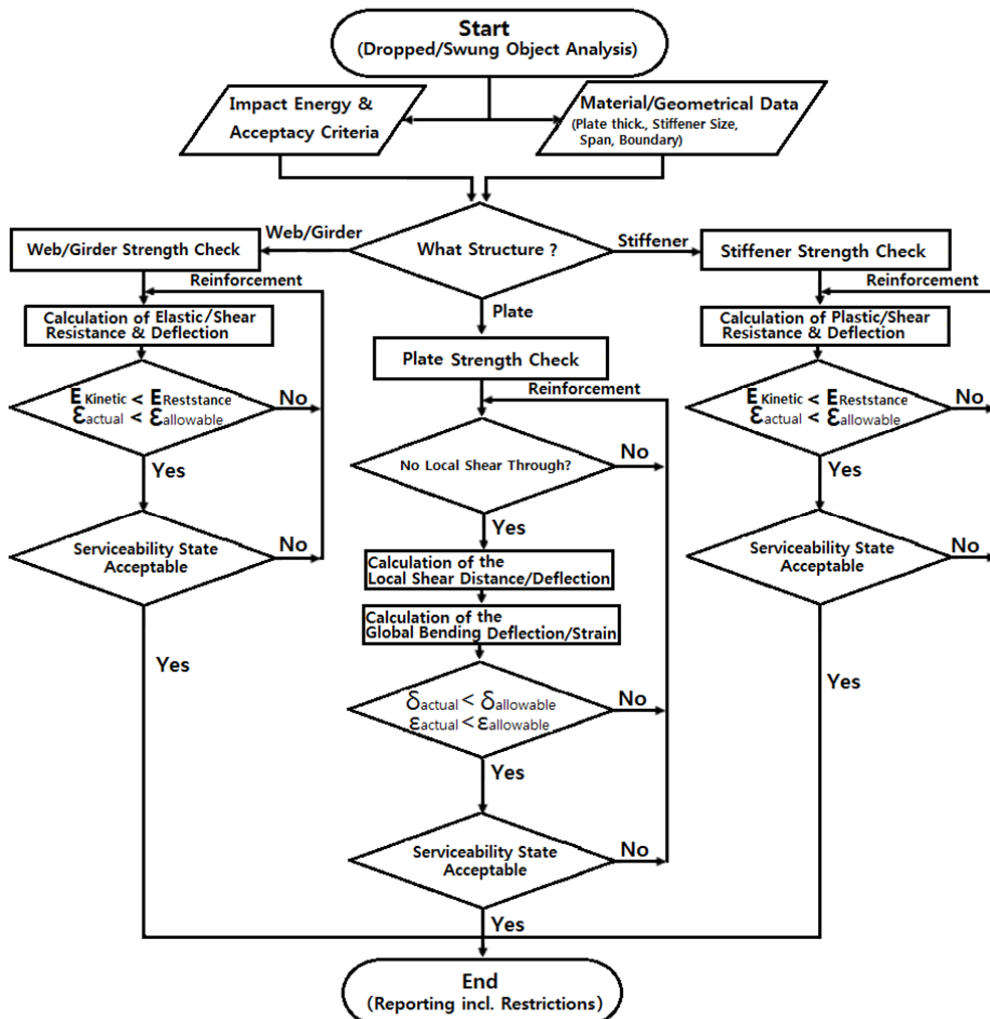 Start
(Dropped/Swung Object Analysis)
Impact Energy &
Acceptacy Criteria
Material/Geometrical Data
(Plate thick., Stiffener Size,
Span, Boundary)
What Structure ?
Web/Girder
Stiffener
Plate
Web/Girder Strength Check
Reinforcement
Calculation of Elastic/Shear
Resistance & Deflection
E Kinetic < E Reststance
ε actual < ε allowable
No
Yes
Serviceability State
Acceptable
No
Yes
Plate Strength Check
Reinforcement
No Local Shear Through?
No
Yes
Calculation of the
Local Shear Distance/Deflection
Calculation of the
Global Bending Deflection/Strain
δ actual < δ allowable
ε actual < ε allowable
No
Yes
Serviceability State
Acceptable
No
Yes
Stiffener Strength Check
Reinforcement
Calculation of Plastic/Shear
Resistance & Deflection
E Kinetic < E Reststance
ε actual < ε allowable
No
Yes
Serviceability State
Acceptable
No
Yes
End
(Reporting incl. Restrictions)